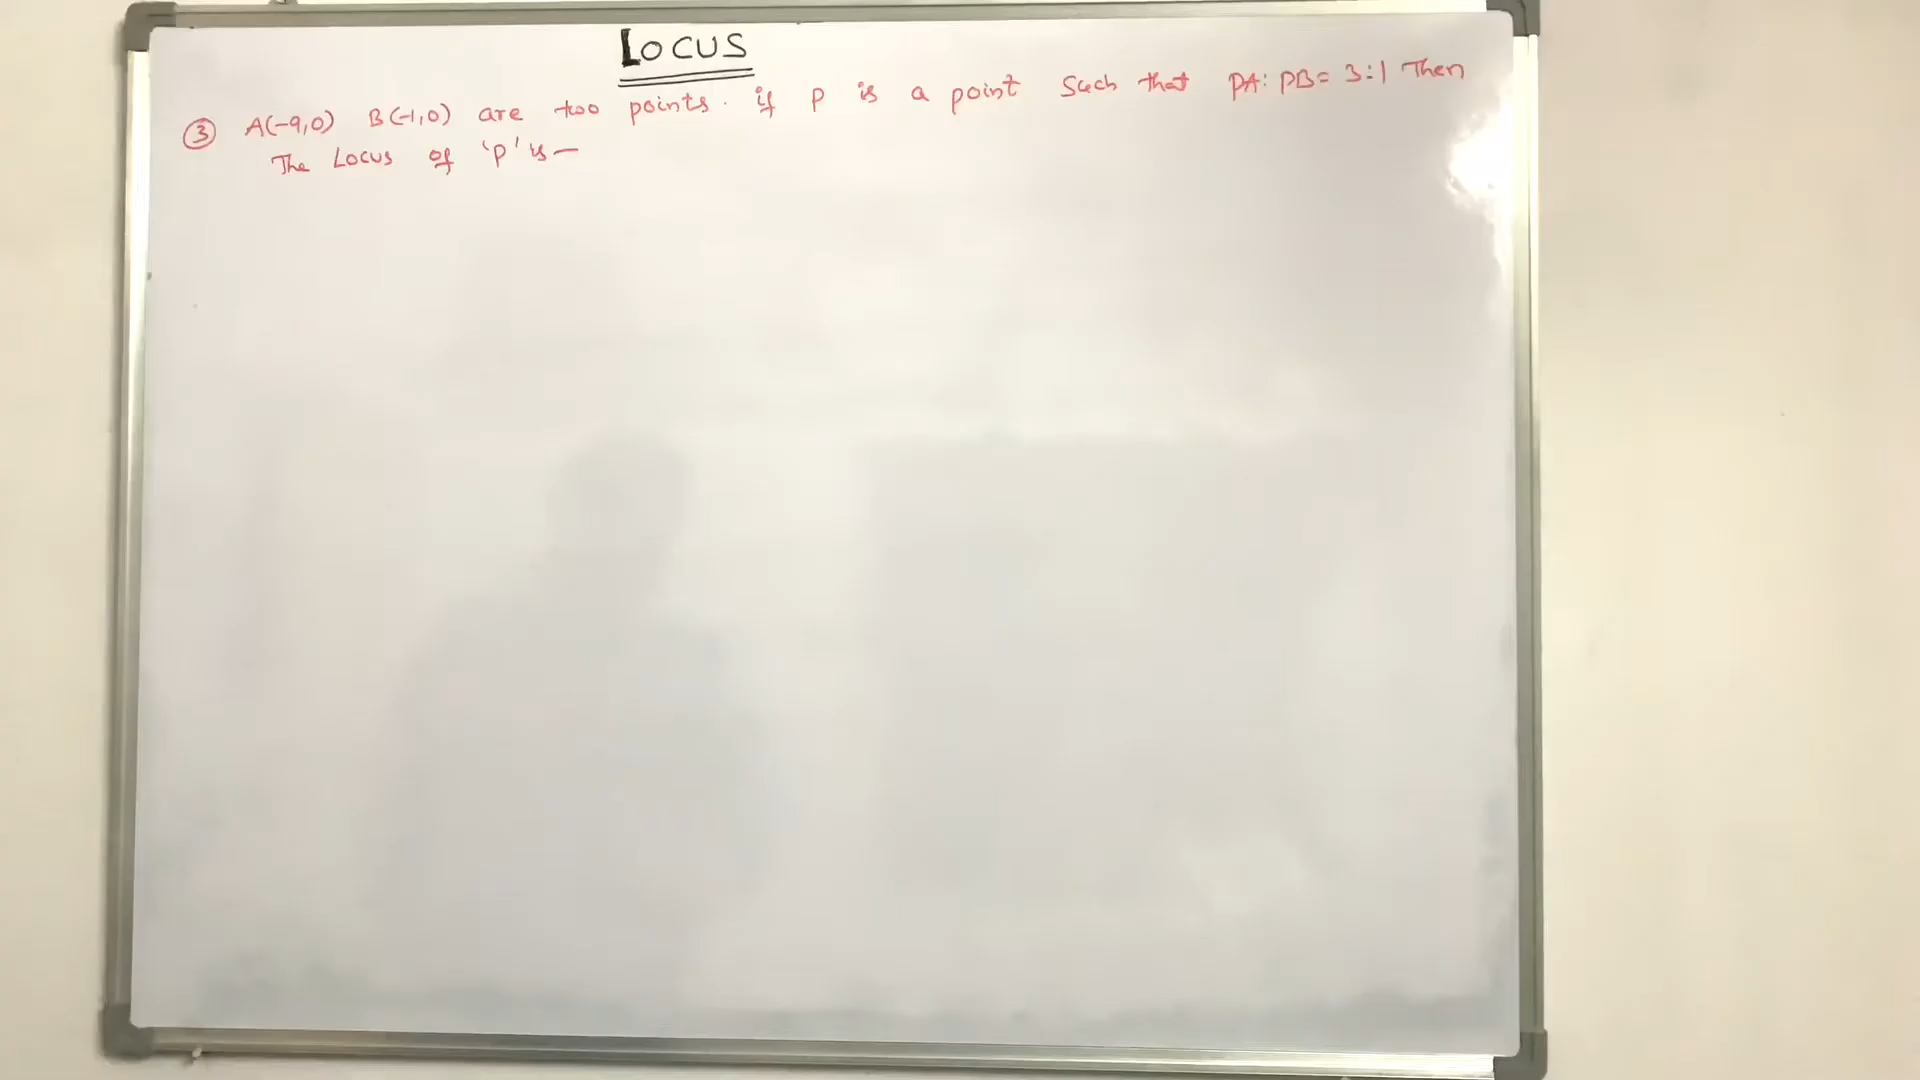 LOCUS
③ A(-9,0) B(-1,0) are two points. if P is a point Such that PA: PB= 3:1 Then
The Locus of 'p' is —